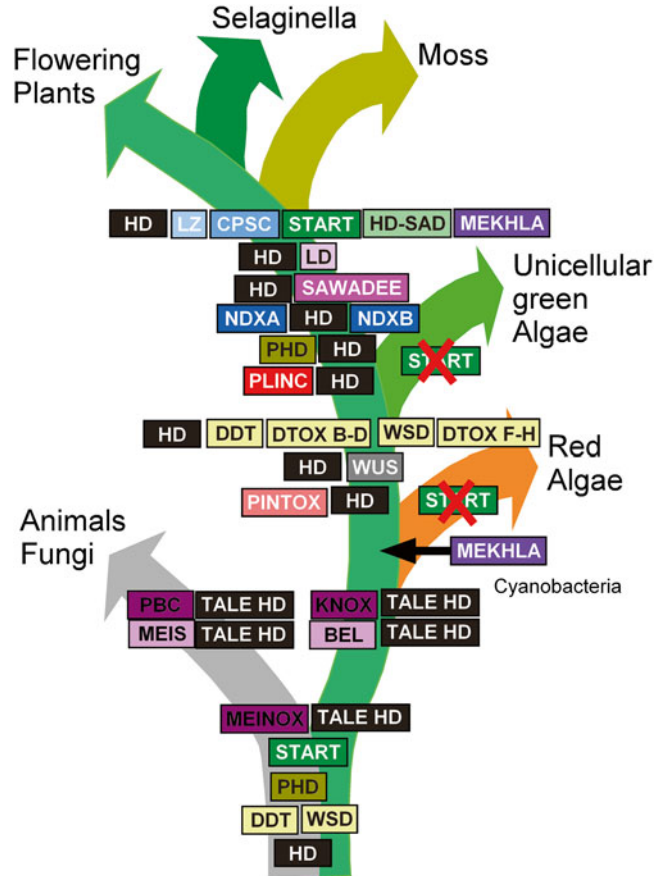 Selaginella
Flowering
Plants
Moss
HD LZ CPSC START HD-SAD MEKHLA
HD LD
HD SAWADEE
NDXA HD NDXB
PHD HD
PLINC HD
Unicellular
green
Algae
START
HD DDT DTOX B-D WSD DTOX F-H
HD WUS
PINTOX HD
Red
Algae
START
Animals
Fungi
MEKHLA
Cyanobacteria
PBC TALE HD KNOX TALE HD
MEIS TALE HD BEL TALE HD
MEINOX TALE HD
START
PHD
DDT WSD
HD